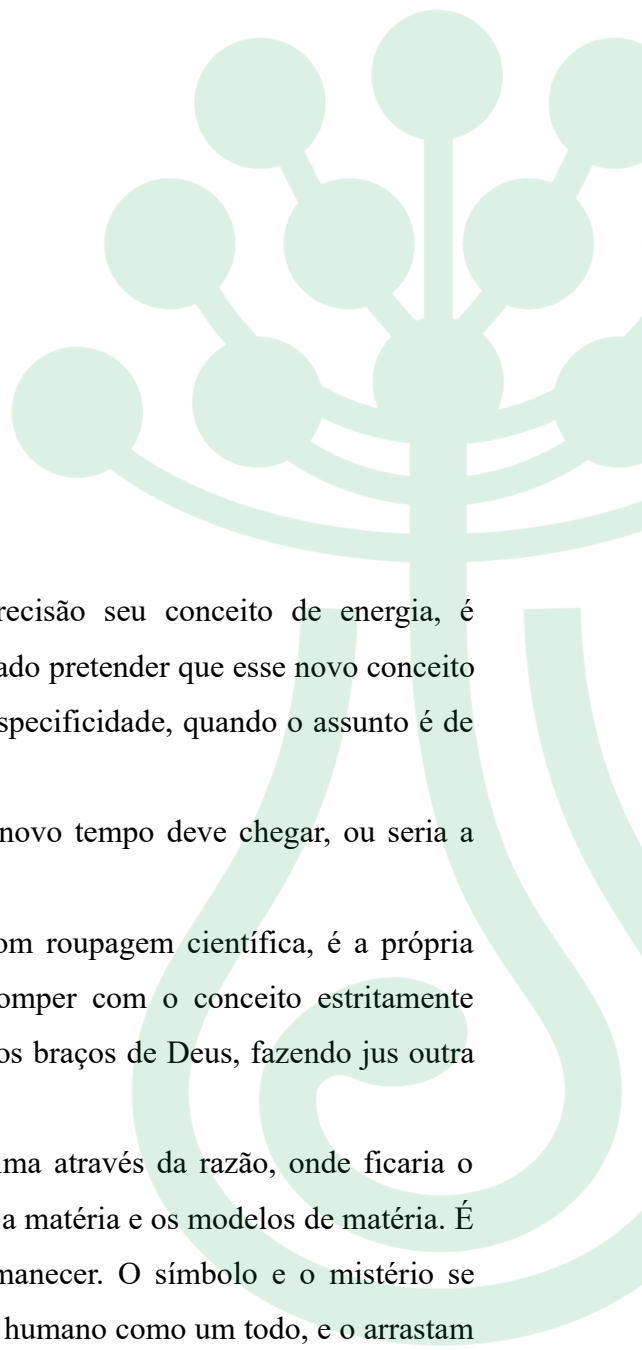 recisão seu conceito de energia, é
ado pretender que esse novo conceito
specificidade, quando o assunto é de
novo tempo deve chegar, ou seria a
om roupagem científica, é a própria
omper com o conceito estritamente
os braços de Deus, fazendo jus outra
ma através da razão, onde ficaria o
a matéria e os modelos de matéria. É
manecer. O símbolo e o mistério se
humano como um todo, e o arrastam